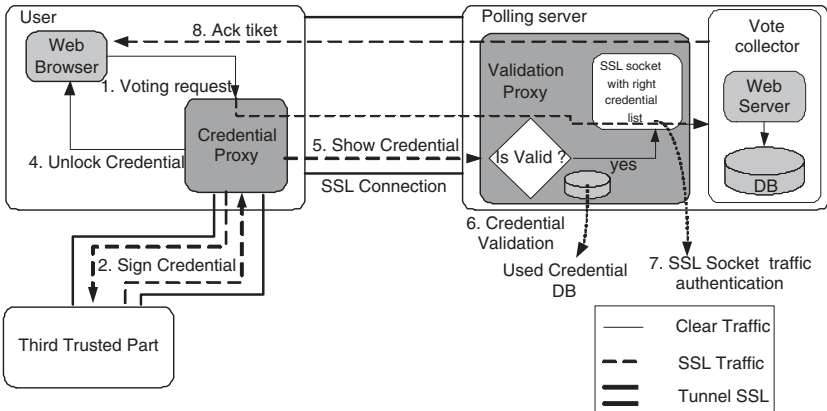 User
Polling server
8. Ack tiket
Vote
collector
Web
Browser
1. Voting request
Validation
Proxy
SSL socket
with right
credential
list
Web
Server
Credential
Proxy
4. Unlock Credential
5. Show Credential
Is Valid ?
yes
DB
SSL Connection
6. Credential
Validation
2. Sign Credential
Used Credential
DB
7. SSL Socket traffic
authentication
Third Trusted Part
Clear Traffic
SSL Traffic
Tunnel SSL